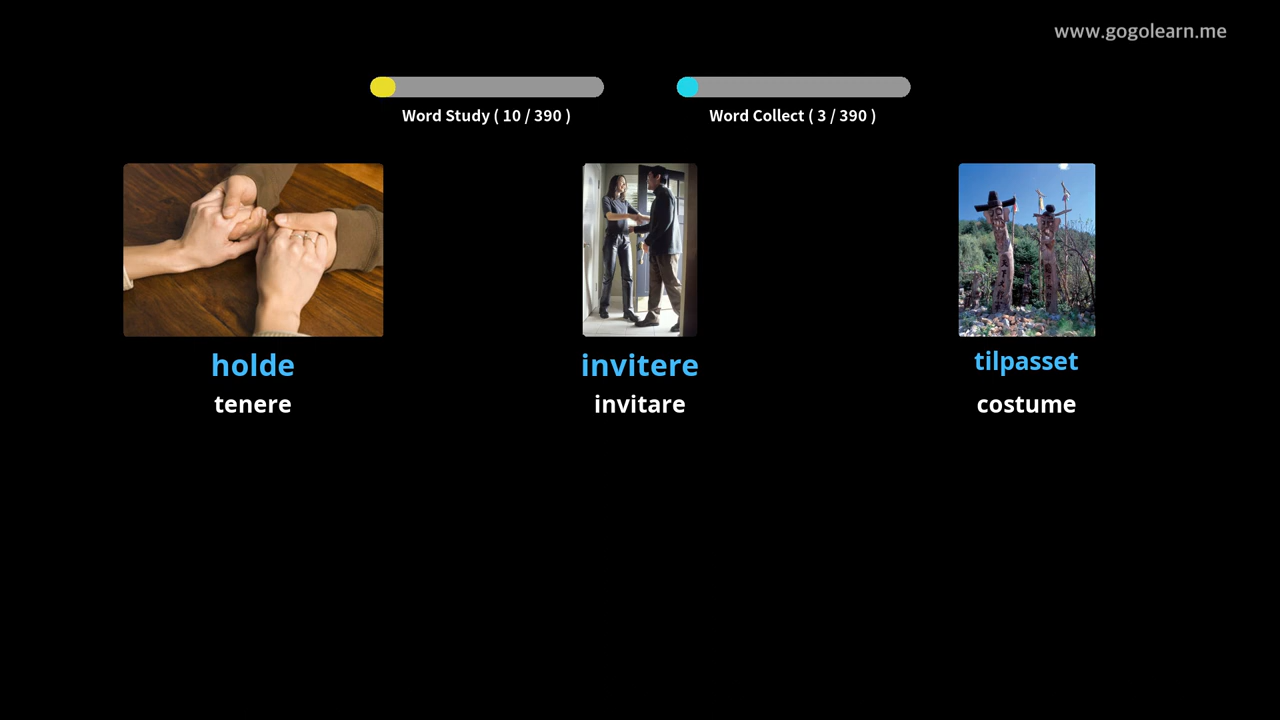 www.gogolearn.me
Word Study ( 10 / 390 )
Word Collect ( 3 / 390 )
holde
invitere
tilpasset
tenere
invitare
costume